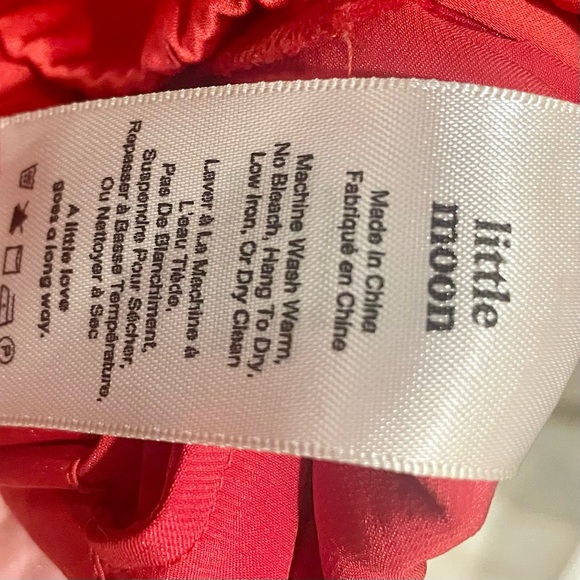 little
moon
Made in China
Fabriqué en Chine
Machine Wash Warm,
No Bleach, Hang To Dry,
Low Iron, Or Dry Clean
Laver à La Machine à
L'eau Tiède,
Pas De Blanchiment,
Suspendre Pour Sécher,
Repasser à Basse Température,
Ou Nettoyer à Sec
A little love
goes a long way.